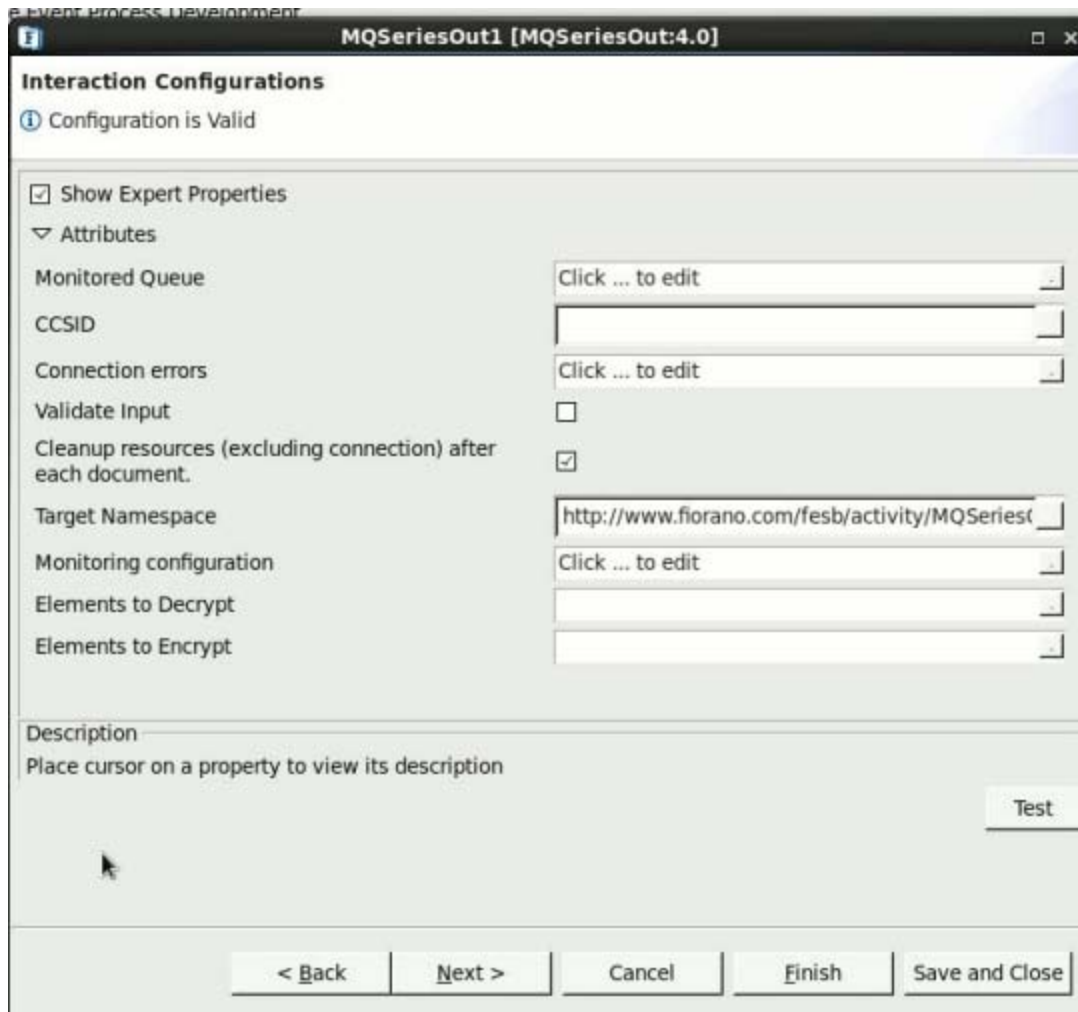 e Event Process Development
MQSeriesOut1 [MQSeriesOut:4.0]
Interaction Configurations
Configuration is Valid
Show Expert Properties
Attributes
Monitored Queue Click ... to edit
CCSID
Connection errors Click ... to edit
Validate Input
Cleanup resources (excluding connection) after
each document.
Target Namespace http://www.fiorano.com/fesb/activity/MQSeries
Monitoring configuration Click ... to edit
Elements to Decrypt
Elements to Encrypt
Description
Place cursor on a property to view its description
Test
< Back Next > Cancel Finish Save and Close